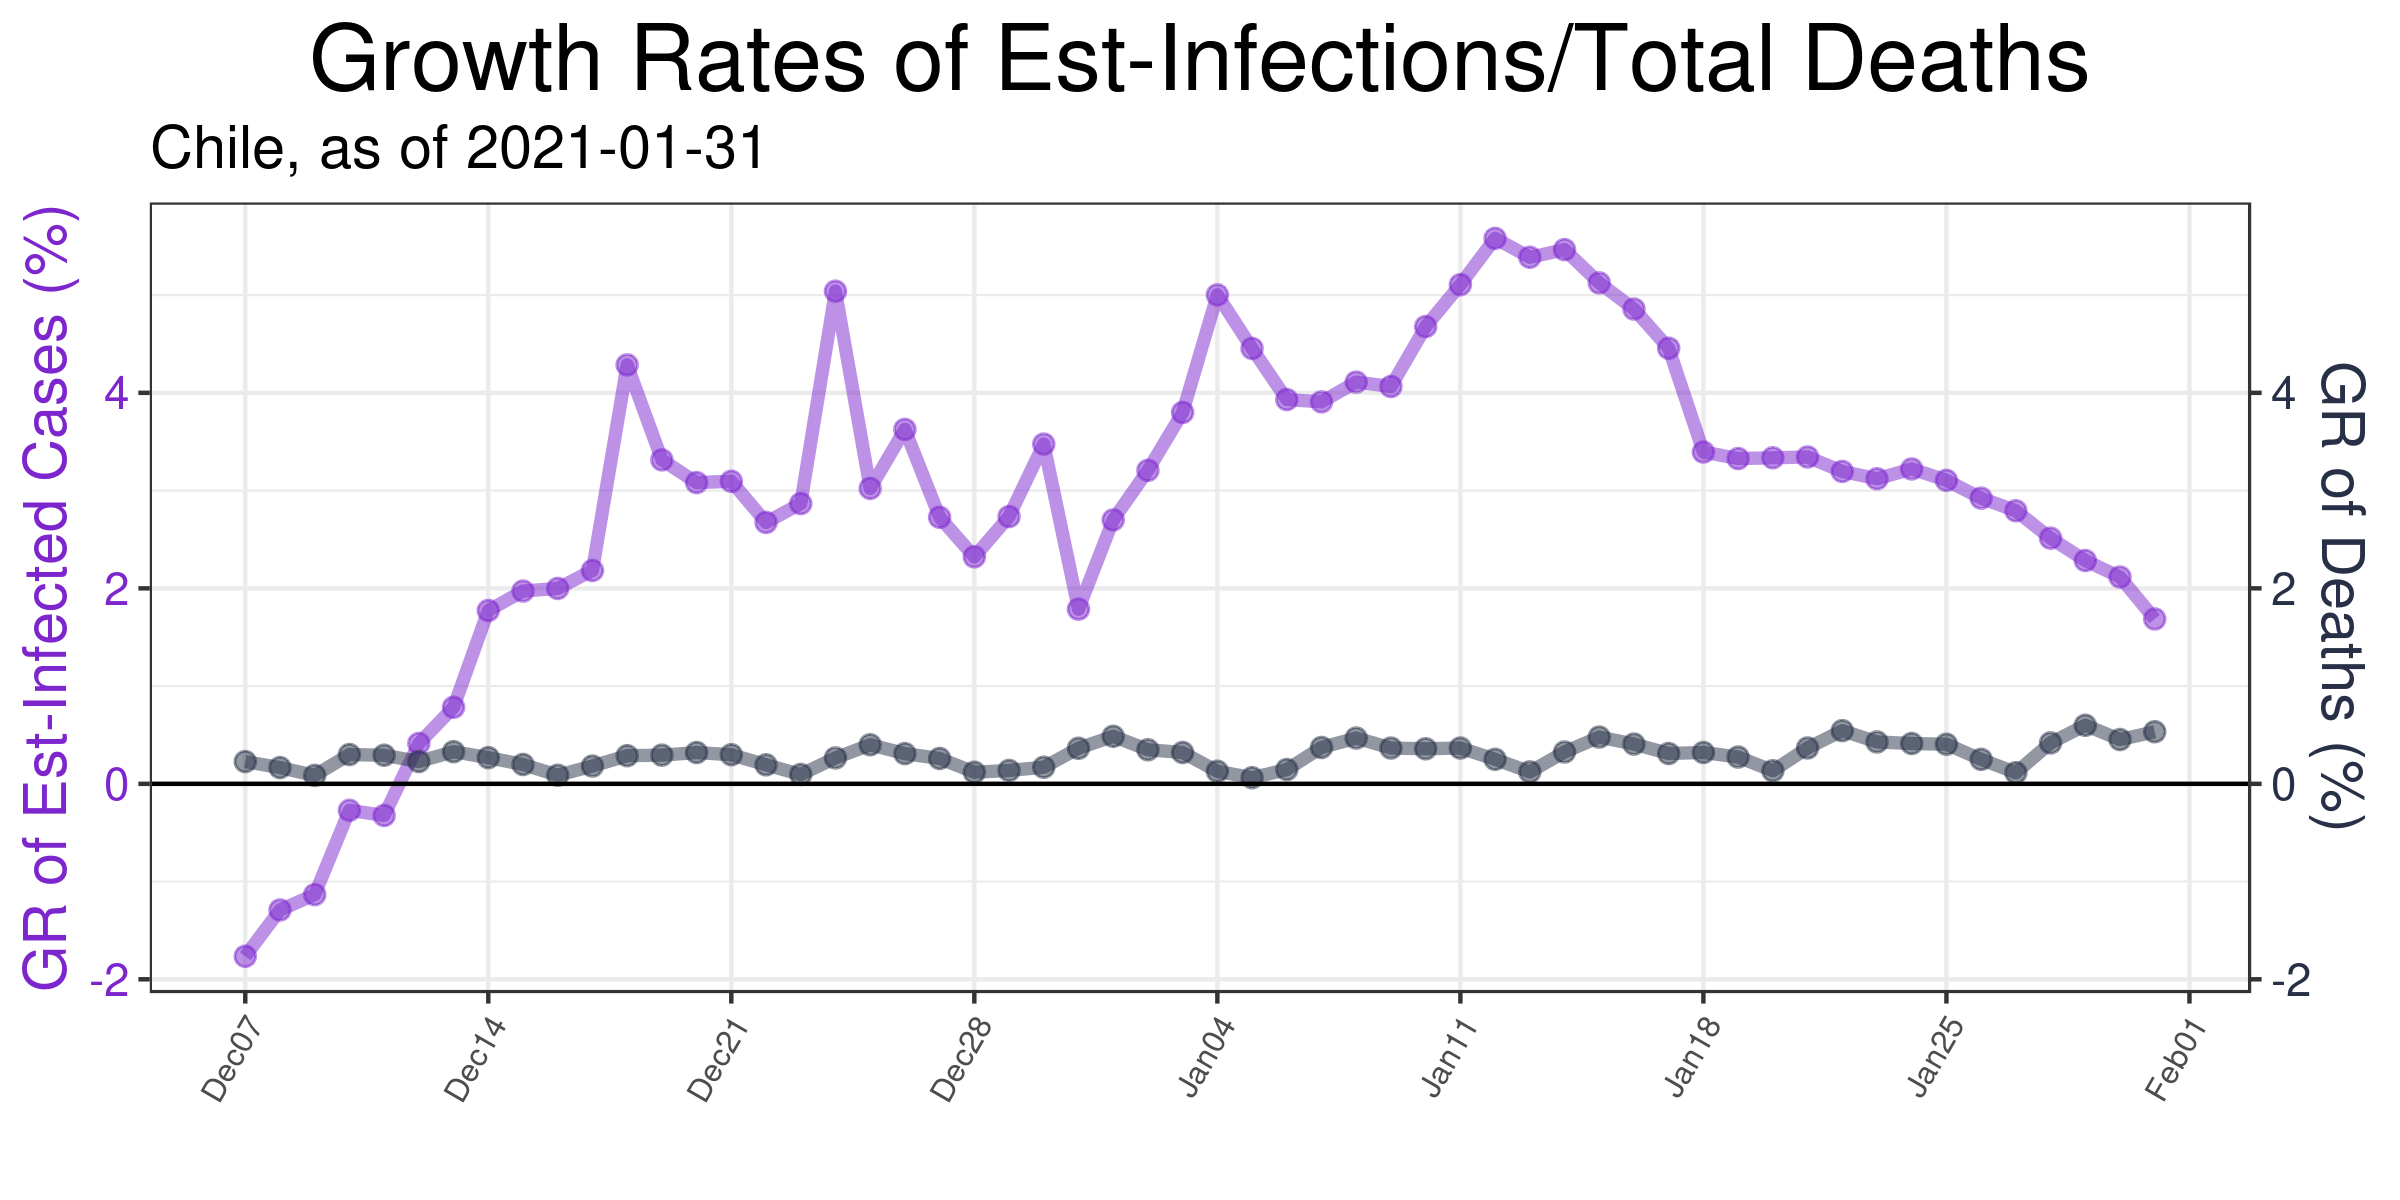 Growth Rates of Est-Infections/Total Deaths
Chile, as of 2021-01-31
GR of Est-Infected Cases (%)
4
2
0
-2
GR of Deaths (%)
4
2
0
-2
Dec07
Dec14
Dec21
Dec28
Jan04
Jan11
Jan18
Jan25
Feb01